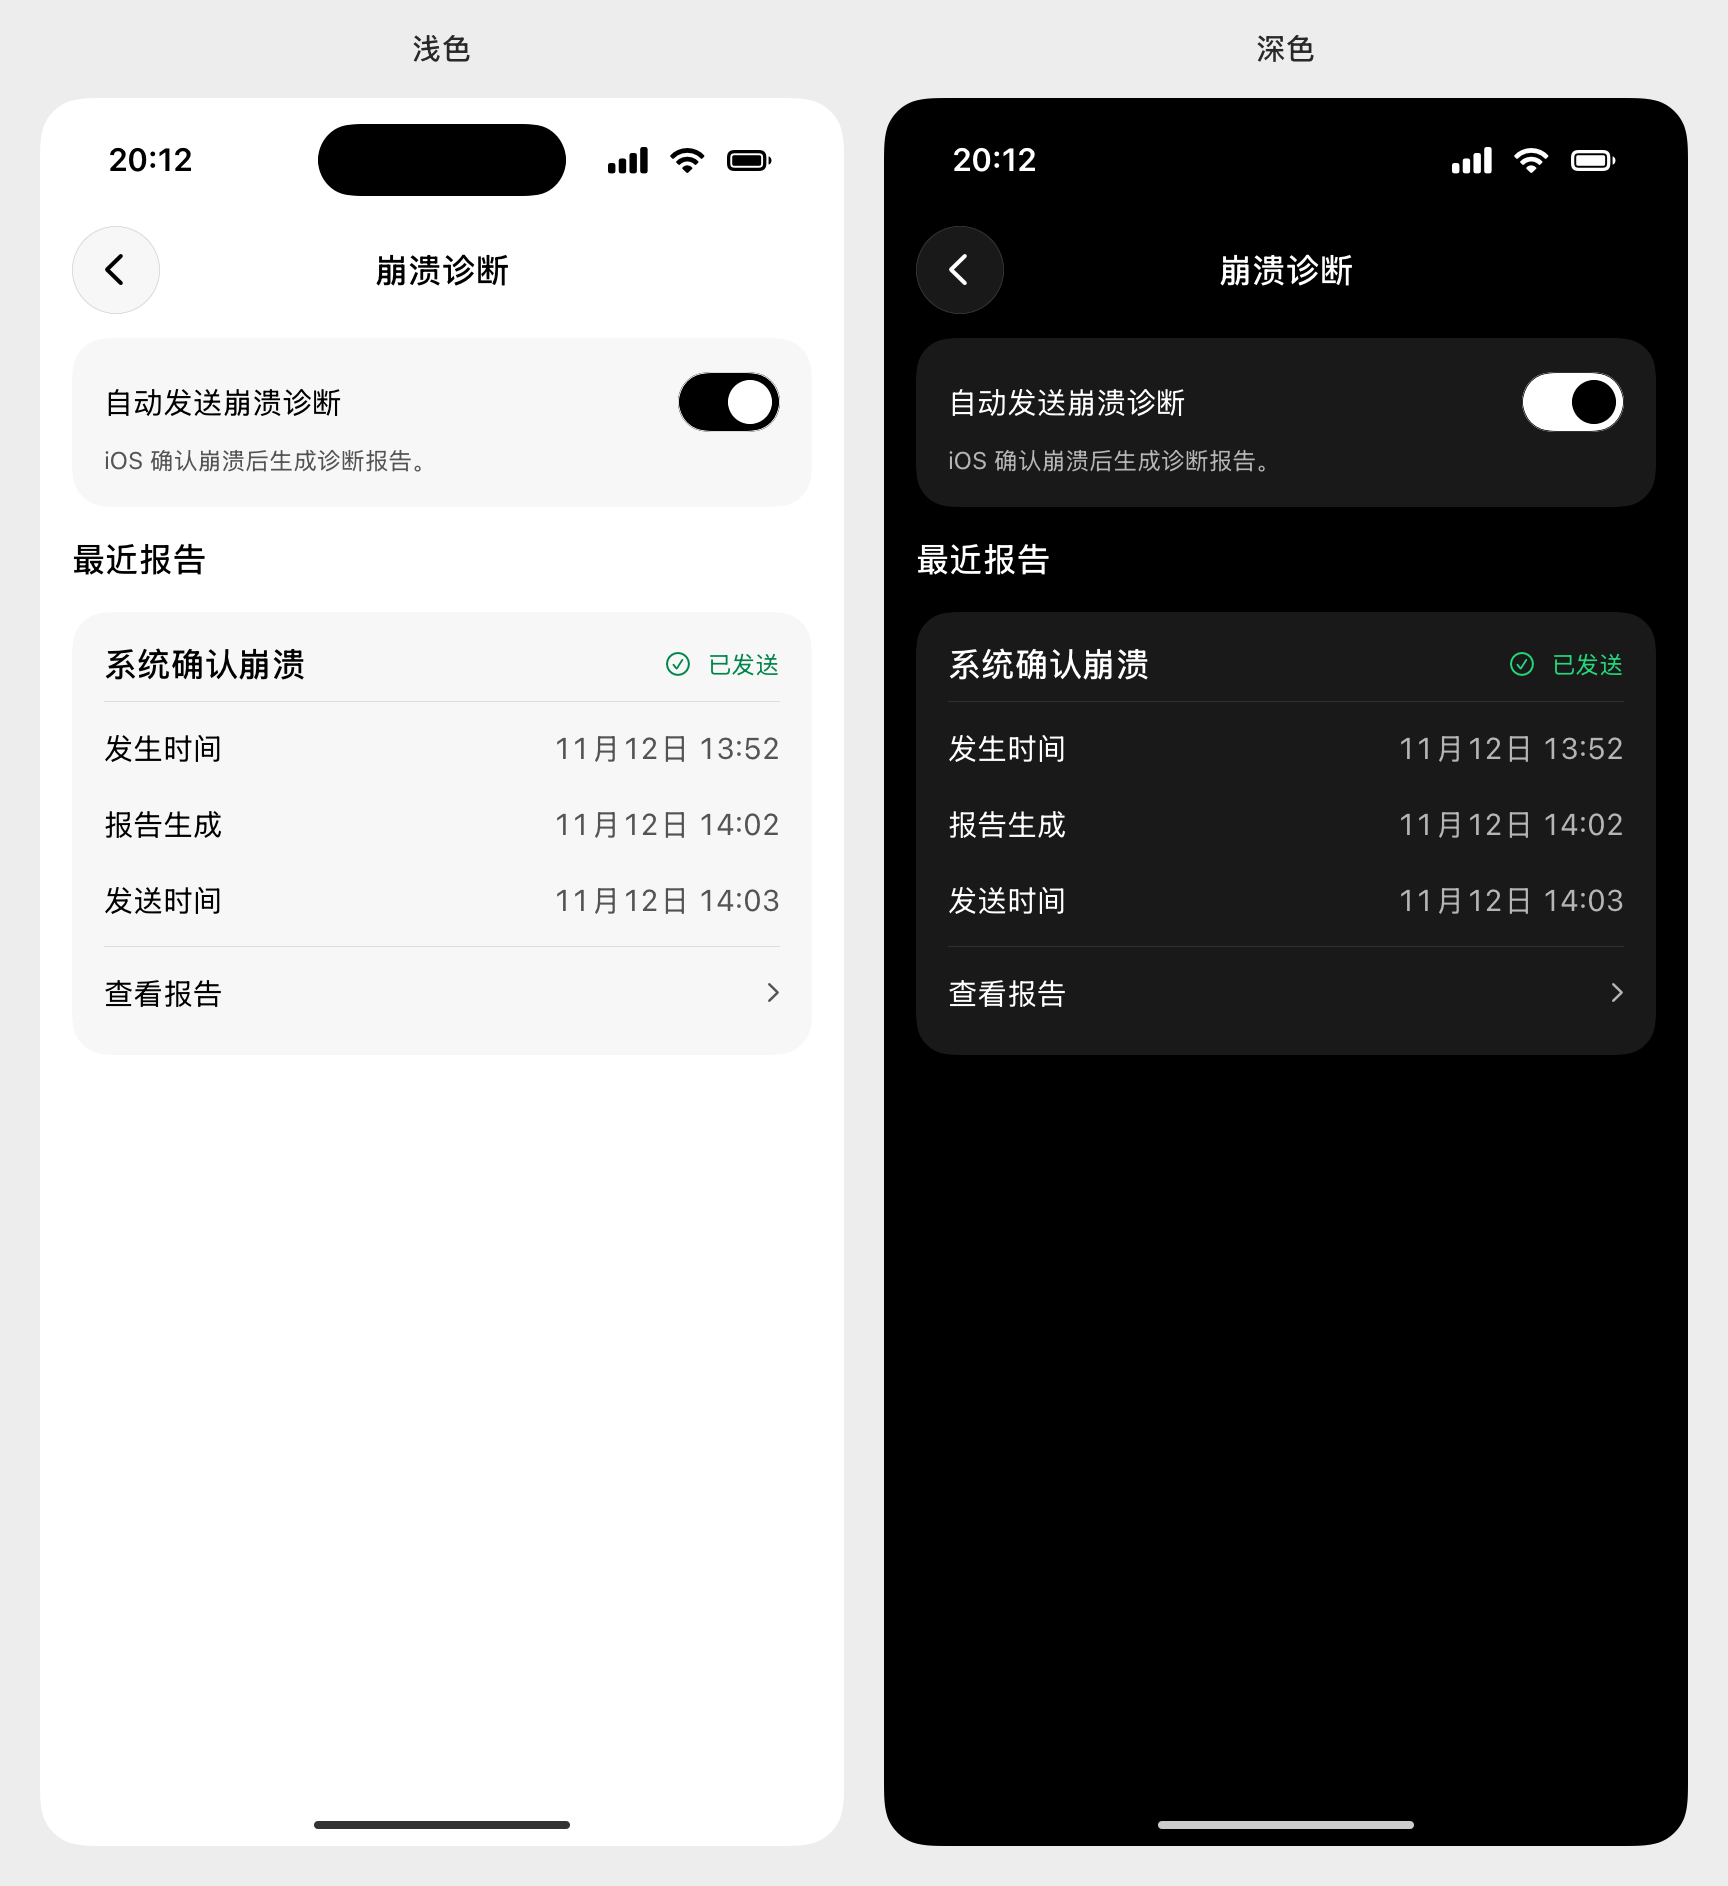 浅色
20:12
崩溃诊断
自动发送崩溃诊断
iOS 确认崩溃后生成诊断报告。
最近报告
系统确认崩溃 已发送
发生时间 11月12日 13:52
报告生成 11月12日 14:02
发送时间 11月12日 14:03
查看报告
深色
20:12
崩溃诊断
自动发送崩溃诊断
iOS 确认崩溃后生成诊断报告。
最近报告
系统确认崩溃 已发送
发生时间 11月12日 13:52
报告生成 11月12日 14:02
发送时间 11月12日 14:03
查看报告